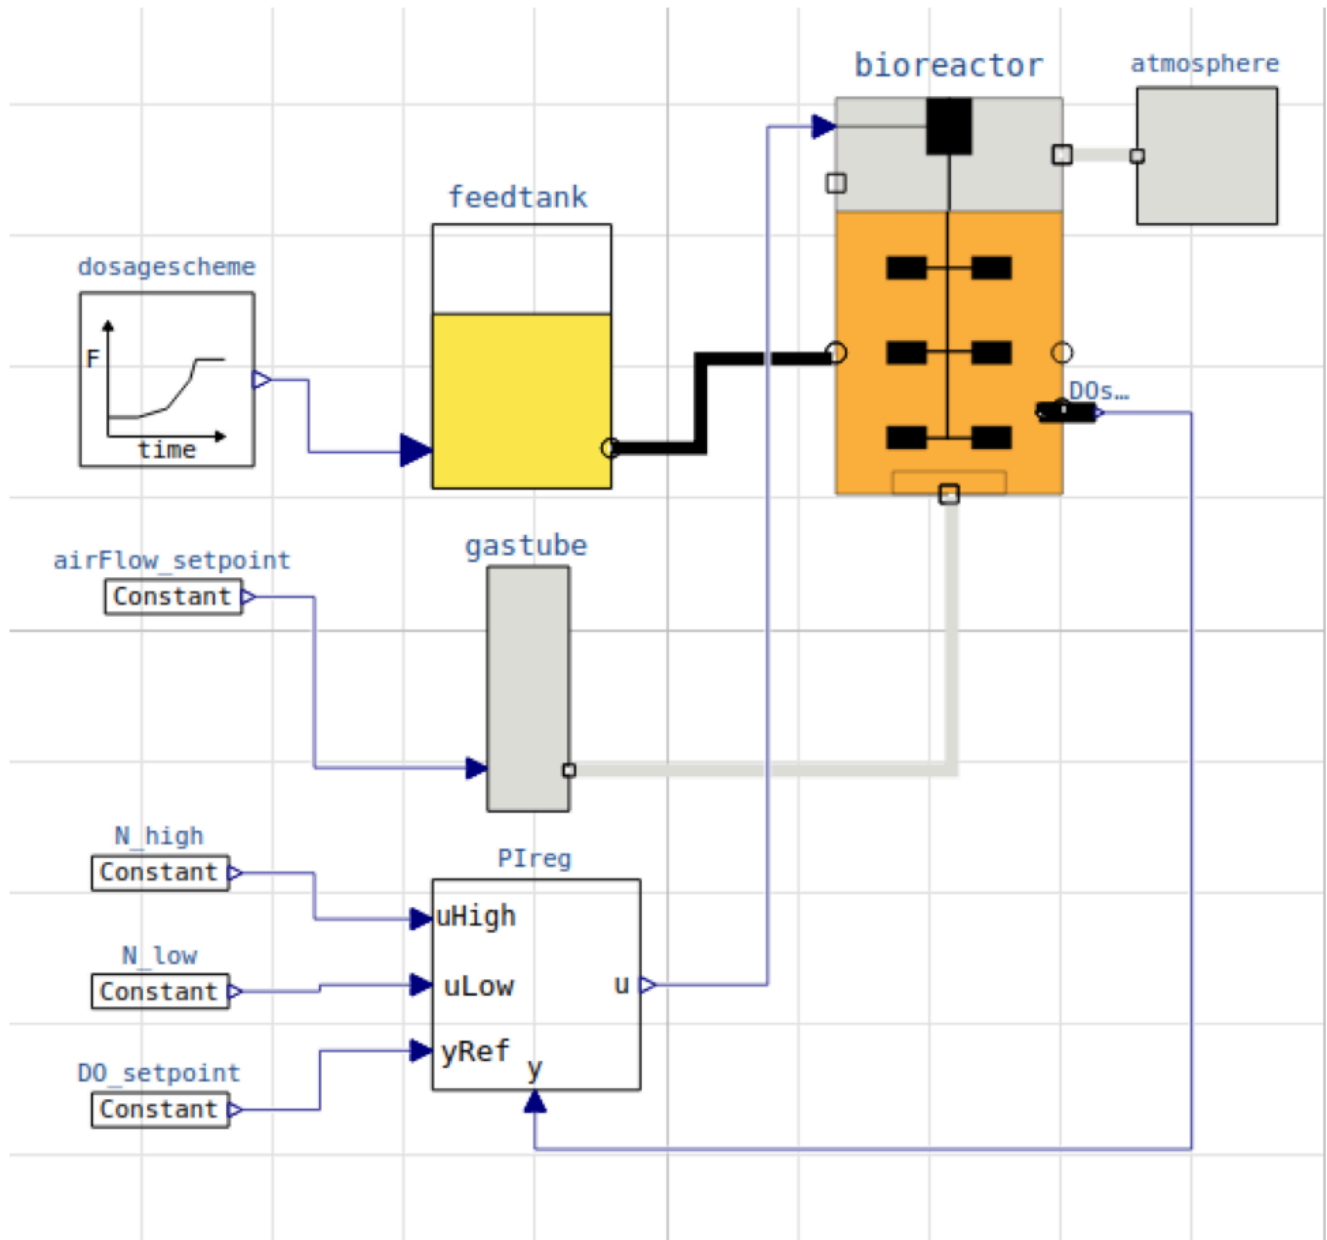 bioreactor
atmosphere
feedtank
dosagescheme
F
time
DOs…
gastube
airFlow_setpoint
Constant
N_high
Constant
PIreg
uHigh
N_low
Constant
uLow
u
yRef
y
DO_setpoint
Constant